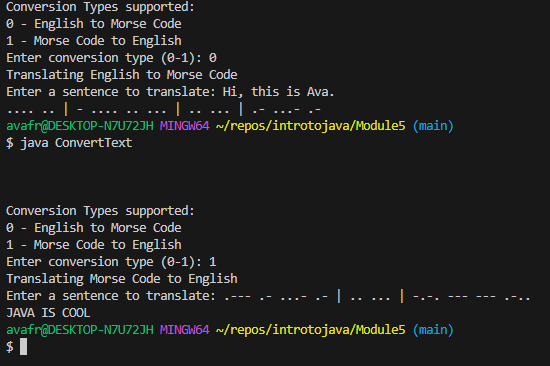 Conversion Types supported:
0 - English to Morse Code
1 - Morse Code to English
Enter conversion type (0-1): 0
Translating English to Morse Code
Enter a sentence to translate: Hi, this is Ava.
.... .. | - .... .. ... | .. ... | .- ...- .-
avafr@DESKTOP-N7U72JH MINGW64 ~/repos/introtojava/Module5 (main)
$ java ConvertText
Conversion Types supported:
0 - English to Morse Code
1 - Morse Code to English
Enter conversion type (0-1): 1
Translating Morse Code to English
Enter a sentence to translate: .--- .- ...- .- | .. ... | -.-. --- --- .-..
JAVA IS COOL
avafr@DESKTOP-N7U72JH MINGW64 ~/repos/introtojava/Module5 (main)
$